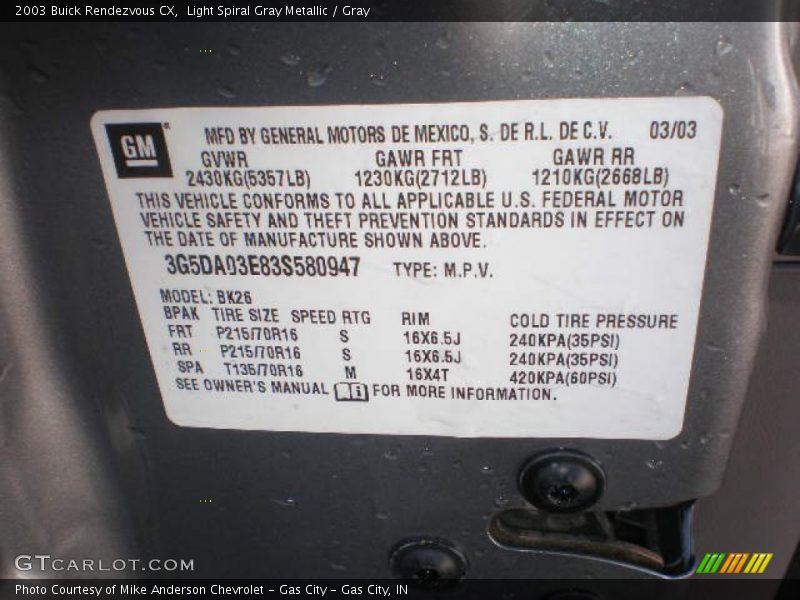 2003 Buick Rendezvous CX,  Light Spiral Gray Metallic / Gray
GM
MFD BY GENERAL MOTORS DE MEXICO, S. DE R.L. DE C.V. 03/03
GVWR GAWR FRT GAWR RR
2430KG(5357LB) 1230KG(2712LB) 1210KG(2668LB)
THIS VEHICLE CONFORMS TO ALL APPLICABLE U.S. FEDERAL MOTOR
VEHICLE SAFETY AND THEFT PREVENTION STANDARDS IN EFFECT ON
THE DATE OF MANUFACTURE SHOWN ABOVE.
3G5DA03E83S580947 TYPE: M.P.V.
MODEL: BK26
BPAK TIRE SIZE SPEED RTG RIM COLD TIRE PRESSURE
FRT P215/70R16 S 16X6.5J 240KPA(35PSI)
RR P215/70R16 S 16X6.5J 240KPA(35PSI)
SPA T135/70R16 M 16X4T 420KPA(60PSI)
SEE OWNER'S MANUAL FOR MORE INFORMATION.
GTCARLOT.COM
Photo Courtesy of Mike Anderson Chevrolet - Gas City - Gas City, IN